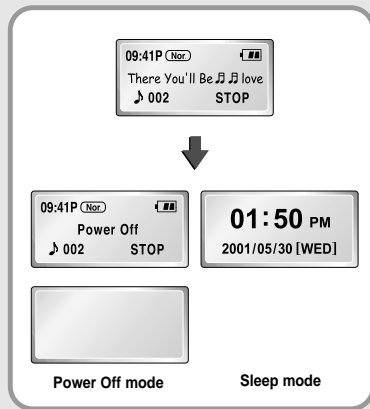 09:41P Nor.
There You'll Be ♫ ♫ love
♪ 002 STOP
09:41P Nor.
Power Off
♪ 002 STOP
01:50 PM
2001/05/30 [WED]
Power Off mode
Sleep mode